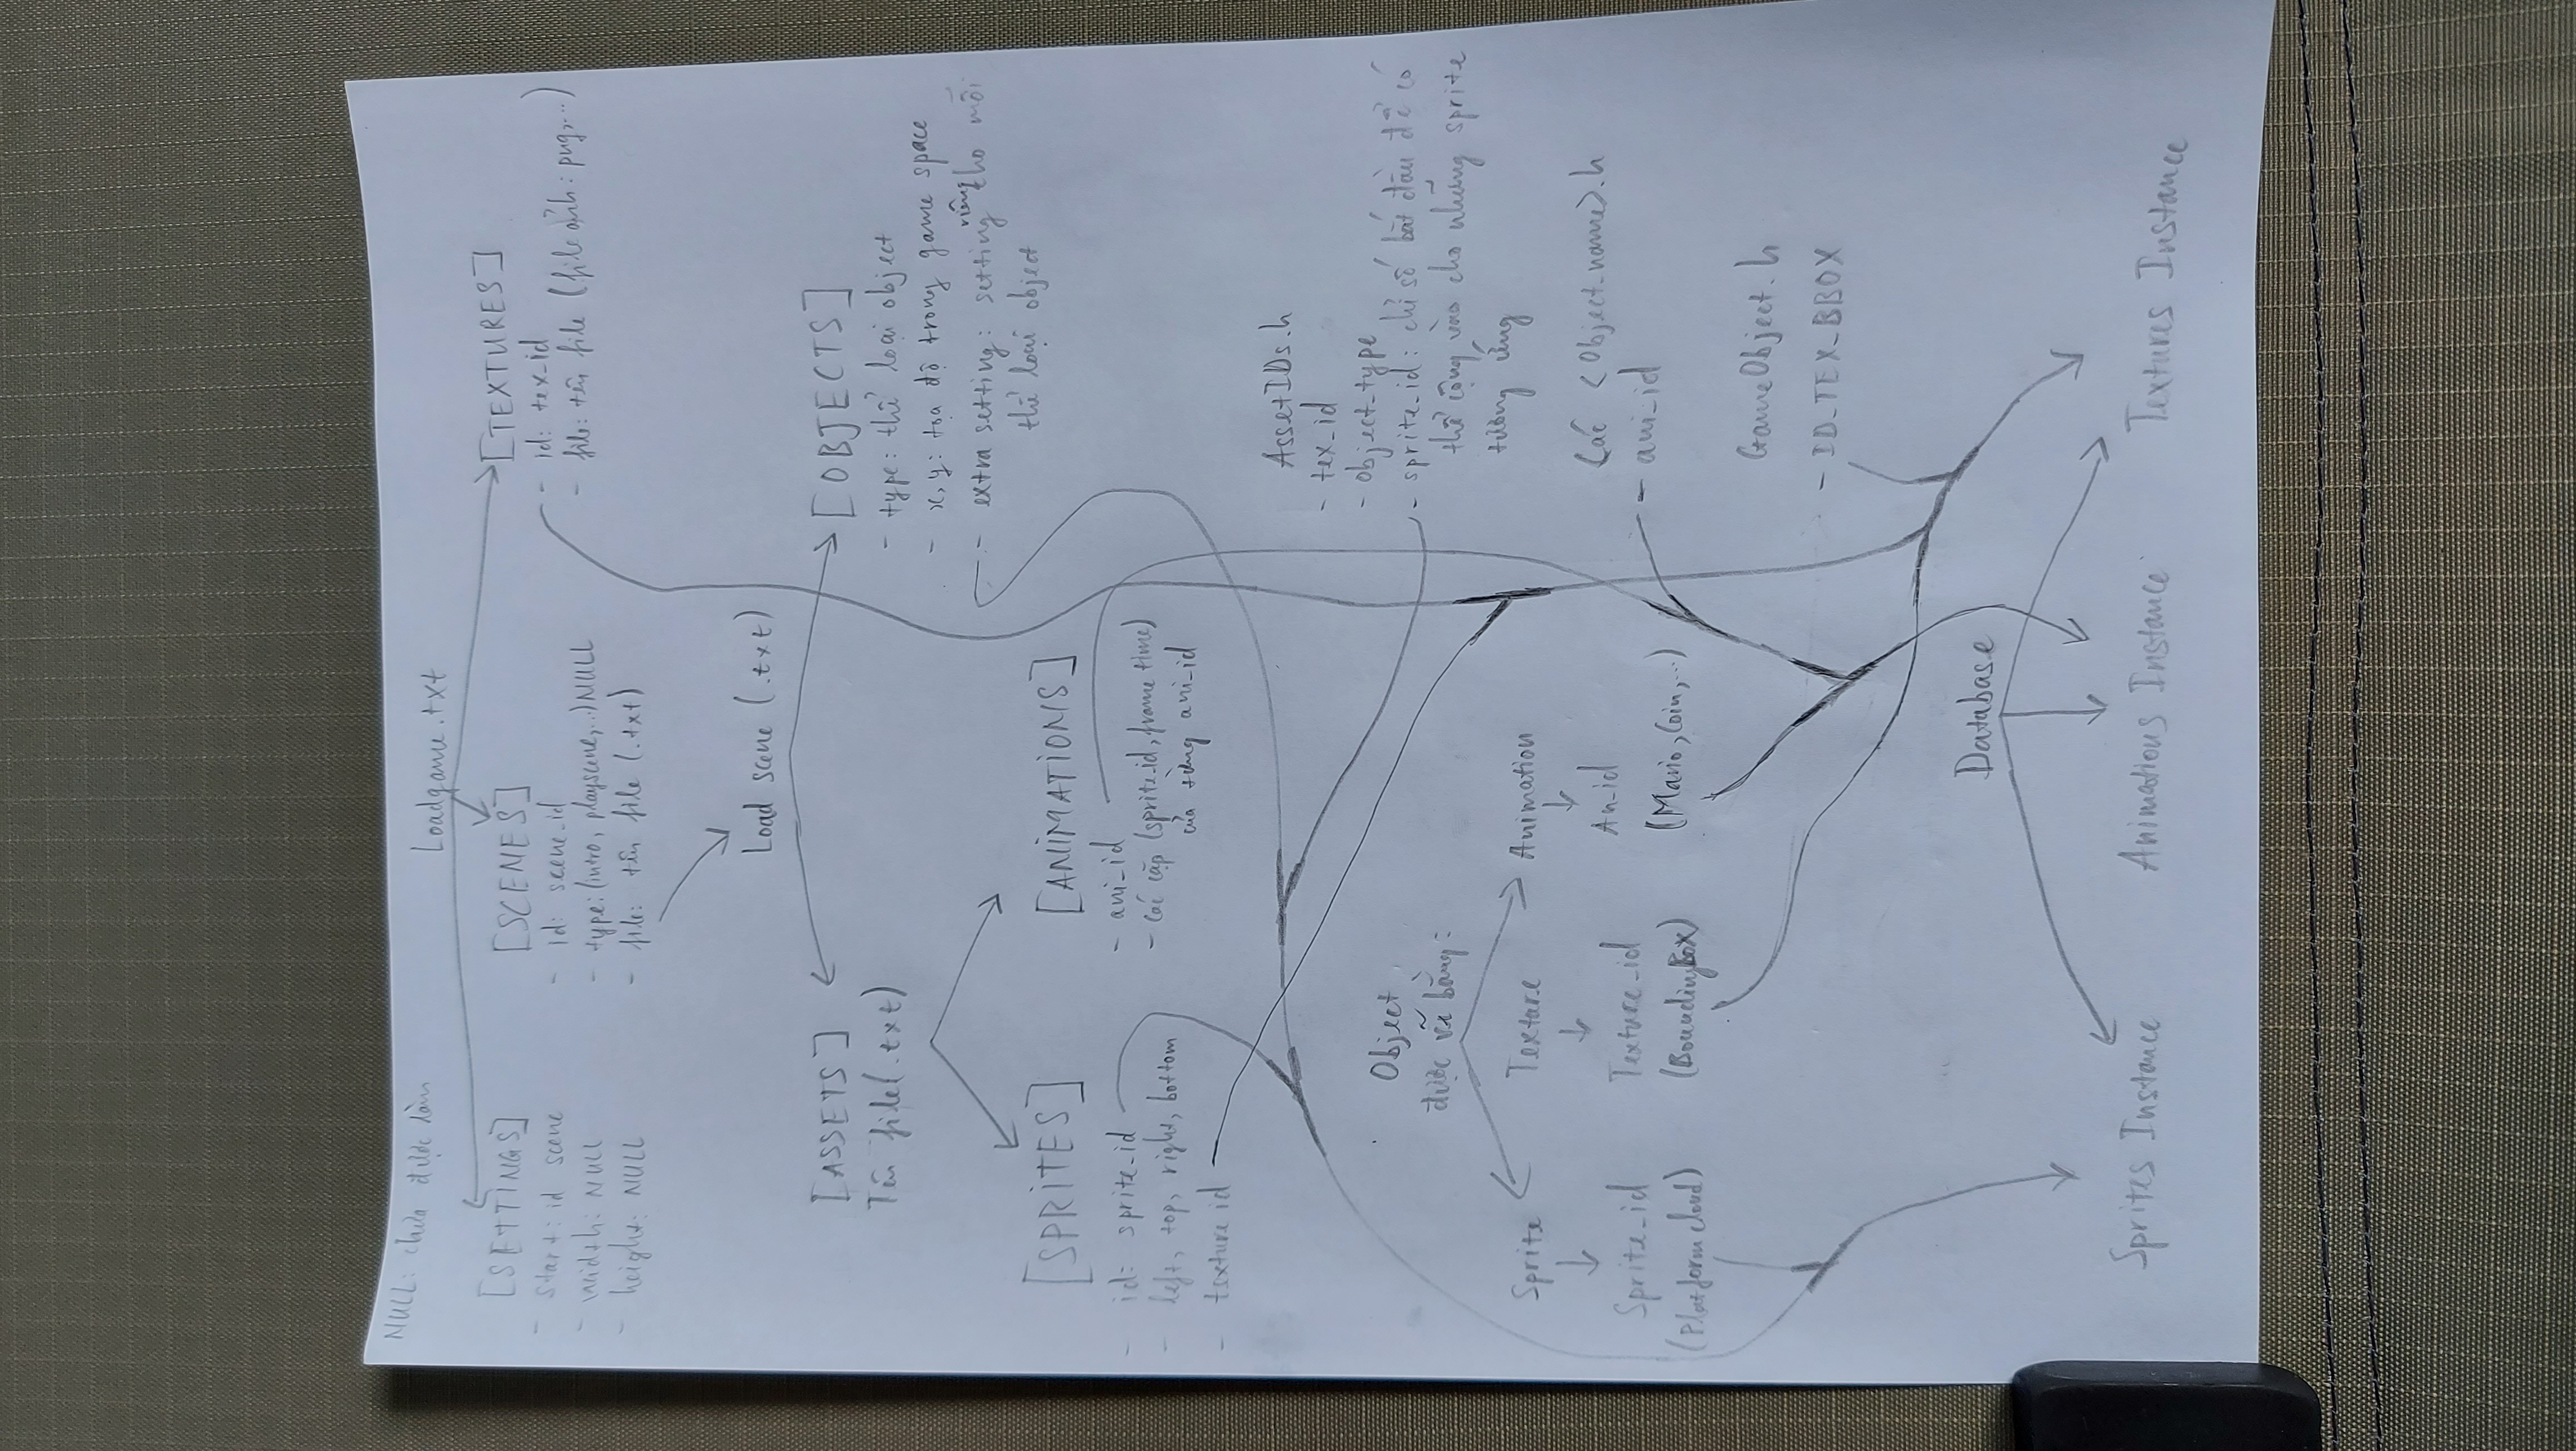 NULL: chưa được làm
Loadgame.txt
[SETTINGS]
- start: id scene
- width: NULL
- height: NULL
[SCENES]
- id: scene_id
- type: (intro, playscene,...) NULL
- file: tên file (.txt)
[TEXTURES]
- id: tex_id
- file: tên file (file ảnh: png,...)
Load scene (.txt)
[ASSETS]
Tên file (.txt)
[OBJECTS]
- type: thể loại object
- x, y: tọa độ trong game space
- extra setting: setting riêng cho mỗi
thể loại object
[SPRITES]
- id: sprite_id
- left, top, right, bottom
- texture id
[ANIMATIONS]
- ani_id
- Các cặp (sprite_id, frame time)
của từng ani_id
AssetIDs.h
- tex_id
- object_type
- sprite_id: chỉ số bắt đầu để có
thể cộng vào cho những sprite
tương ứng
Object
được vẽ bằng:
Sprite
Texture
Animation
Sprite_id
(Platform cloud)
Texture_id
(BoundingBox)
An_id
(Mario, Coin,...)
Các <Object_name>.h
- ani_id
GameObject.h
- ID_TEX_BBOX
Database
Sprites Instance
Animations Instance
Textures Instance